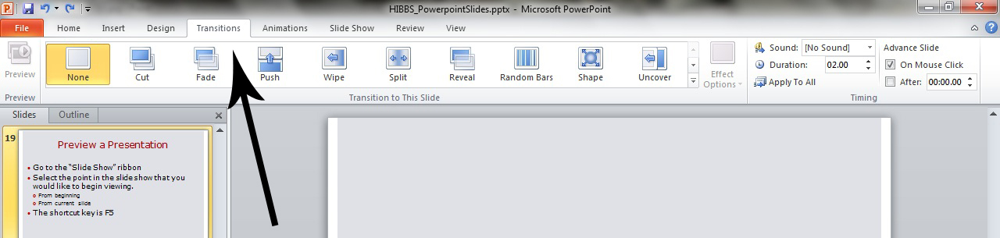 HIBBS_PowerpointSlides.pptx - Microsoft PowerPoint
File Home Insert Design Transitions Animations Slide Show Review View
Preview
None Cut Fade Push Wipe Split Reveal Random Bars Shape Uncover
Effect
Options
Sound: [No Sound]
Duration: 02.00
Apply To All
Advance Slide
On Mouse Click
After: 00:00.00
Preview Transition to This Slide Timing
Slides Outline
19
Preview a Presentation
• Go to the “Slide Show” ribbon
• Select the point in the slide show that you
would like to begin viewing.
o From beginning
o From current slide
• The shortcut key is F5